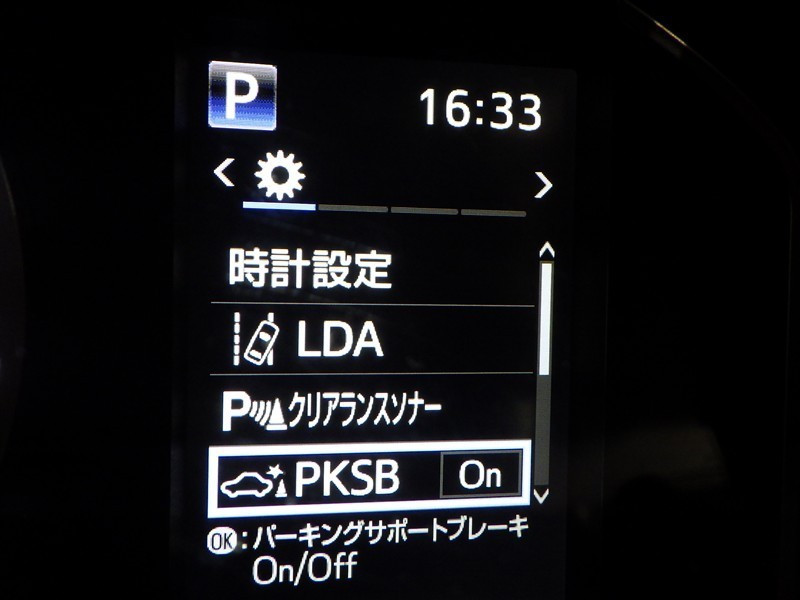 P
16:33
時計設定
LDA
Pクリアランスソナー
PKSB On
OK:パーキングサポートブレーキ
On/Off